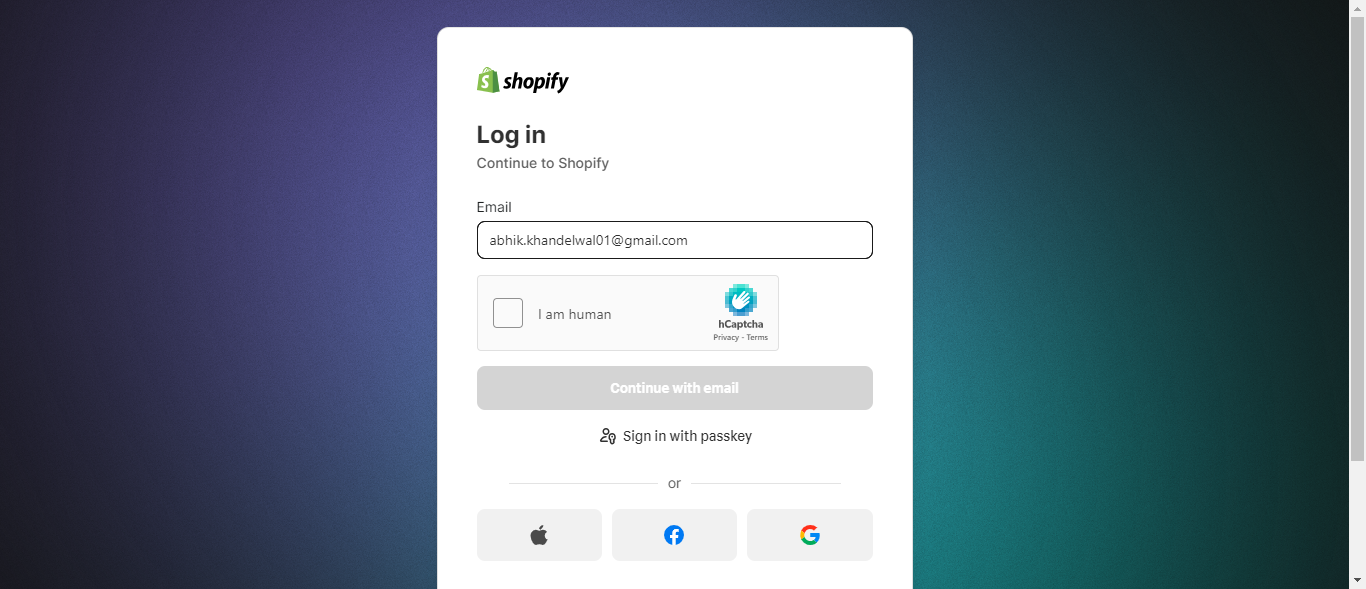 shopify
Log in
Continue to Shopify
Email
abhik.khandelwal01@gmail.com
I am human
hCaptcha
Privacy - Terms
Continue with email
Sign in with passkey
or